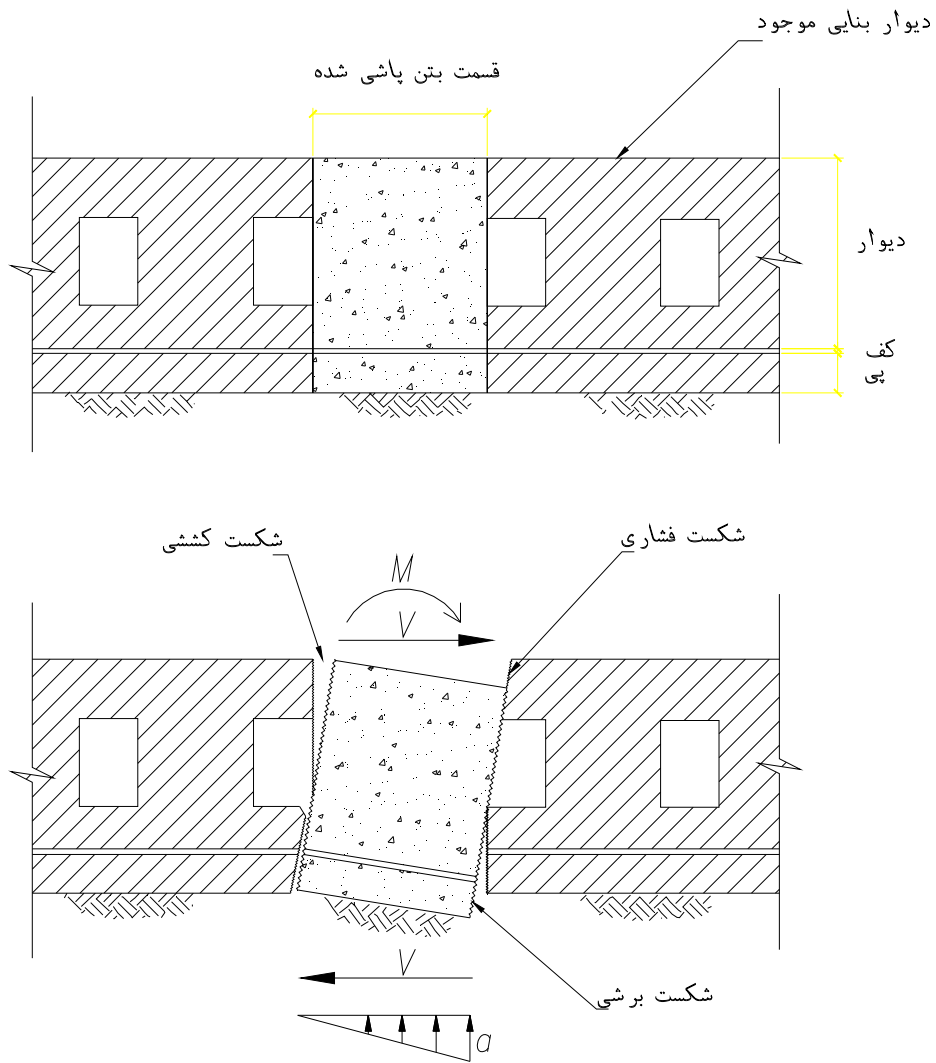 دیوار بنایی موجود
قسمت بتن پاشی شده
دیوار
کف
پی
شکست کششی
شکست فشاری
M
V
V
شکست برشی
a